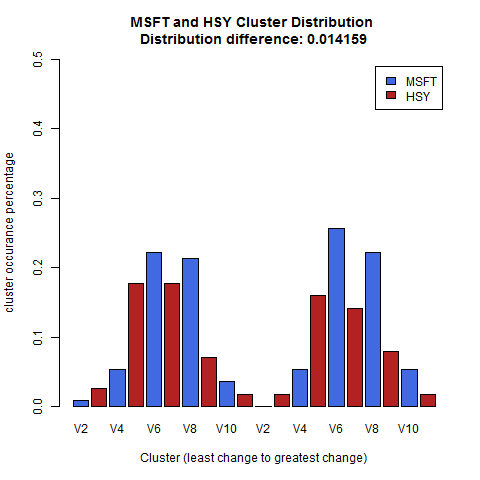 MSFT and HSY Cluster Distribution
Distribution difference: 0.014159
MSFT
HSY
cluster occurance percentage
0.5
0.4
0.3
0.2
0.1
0.0
V2 V4 V6 V8 V10 V2 V4 V6 V8 V10
Cluster (least change to greatest change)